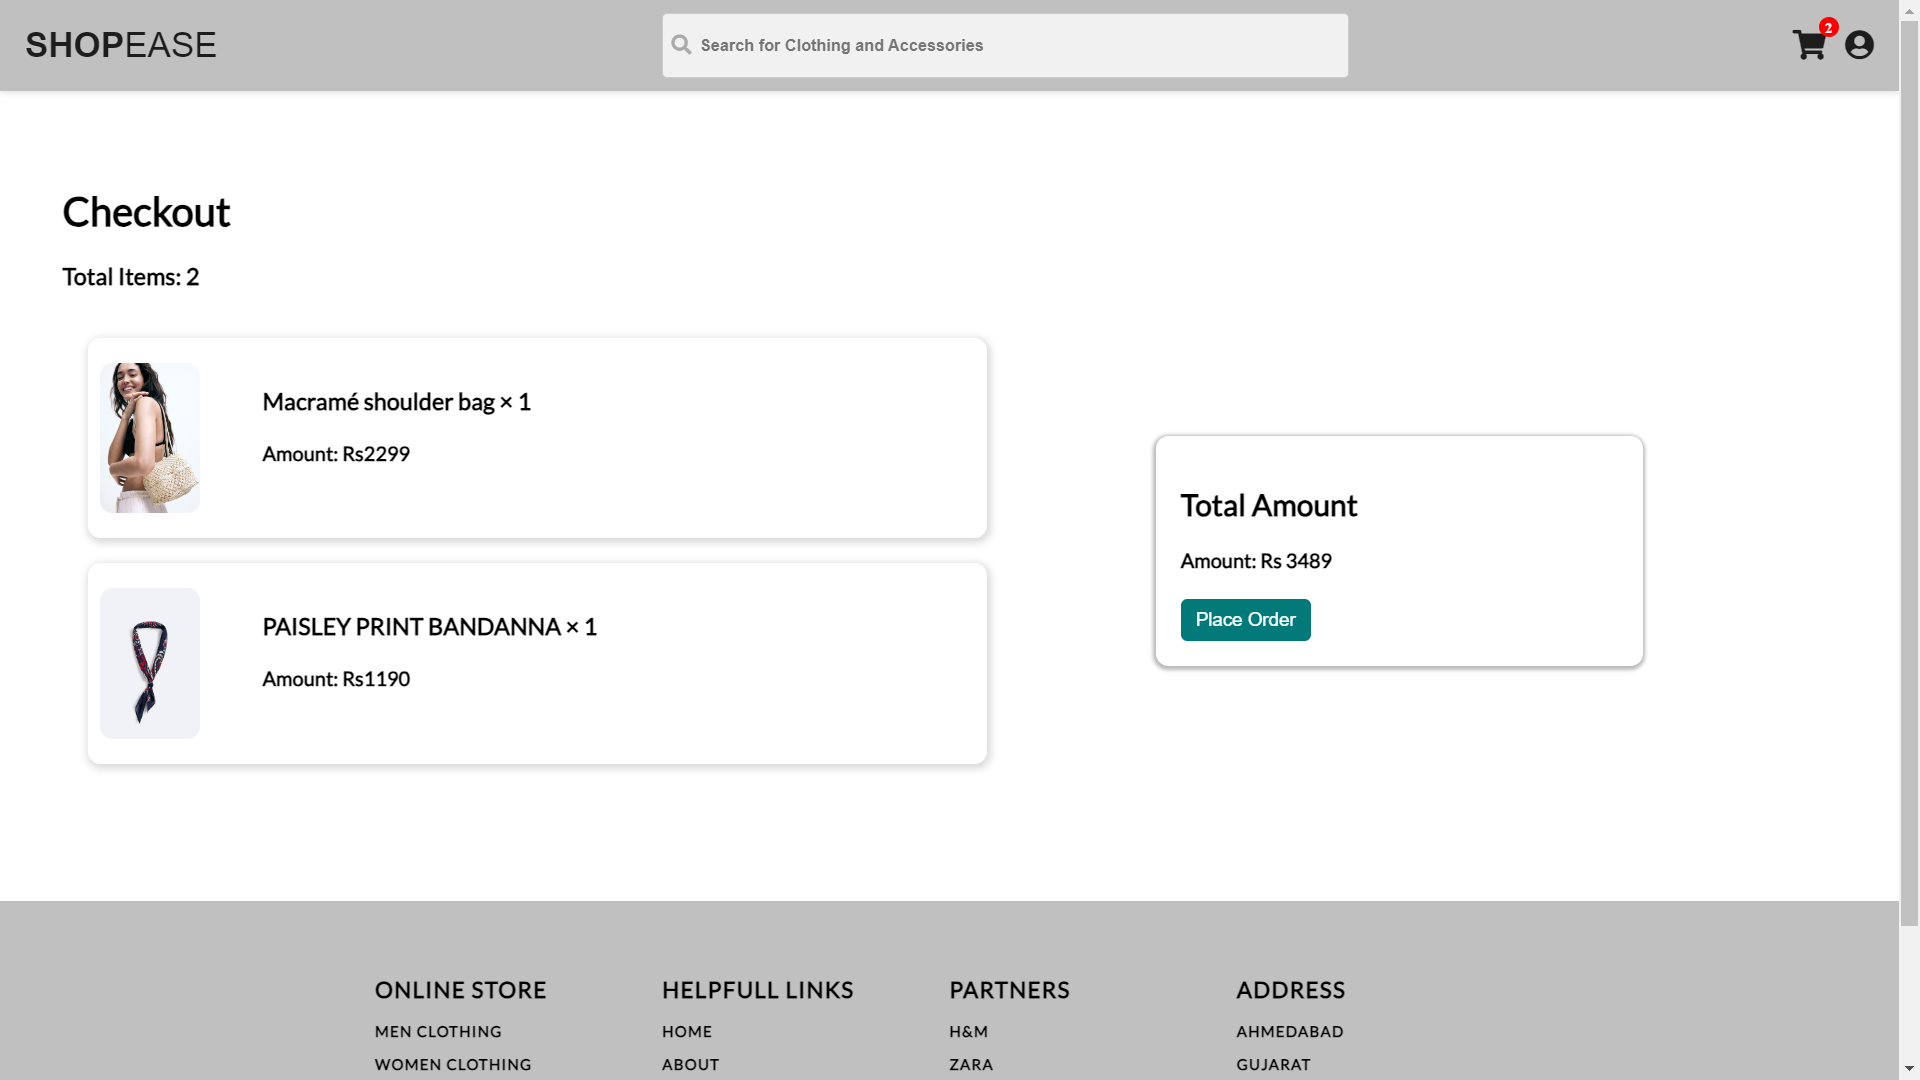 SHOPEASE
Search for Clothing and Accessories
2
Checkout
Total Items: 2
Macramé shoulder bag × 1
Amount: Rs2299
PAISLEY PRINT BANDANNA × 1
Amount: Rs1190
Total Amount
Amount: Rs 3489
Place Order
ONLINE STORE
MEN CLOTHING
WOMEN CLOTHING
HELPFULL LINKS
HOME
ABOUT
PARTNERS
H&M
ZARA
ADDRESS
AHMEDABAD
GUJARAT